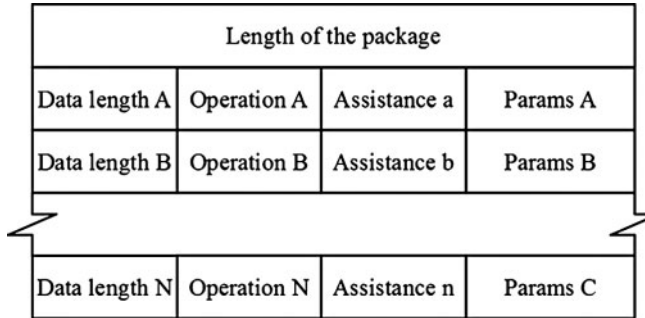 Length of the package
Data length A Operation A Assistance a Params A
Data length B Operation B Assistance b Params B
Data length N Operation N Assistance n Params C